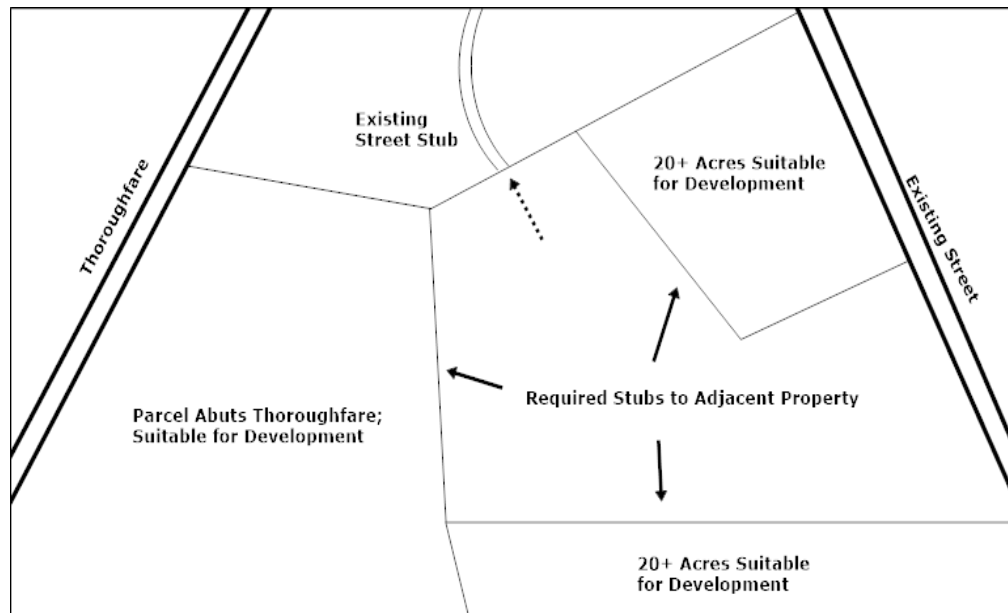 Existing
Street Stub
20+ Acres Suitable
for Development
Thoroughfare
Existing Street
Required Stubs to Adjacent Property
Parcel Abuts Thoroughfare;
Suitable for Development
20+ Acres Suitable
for Development